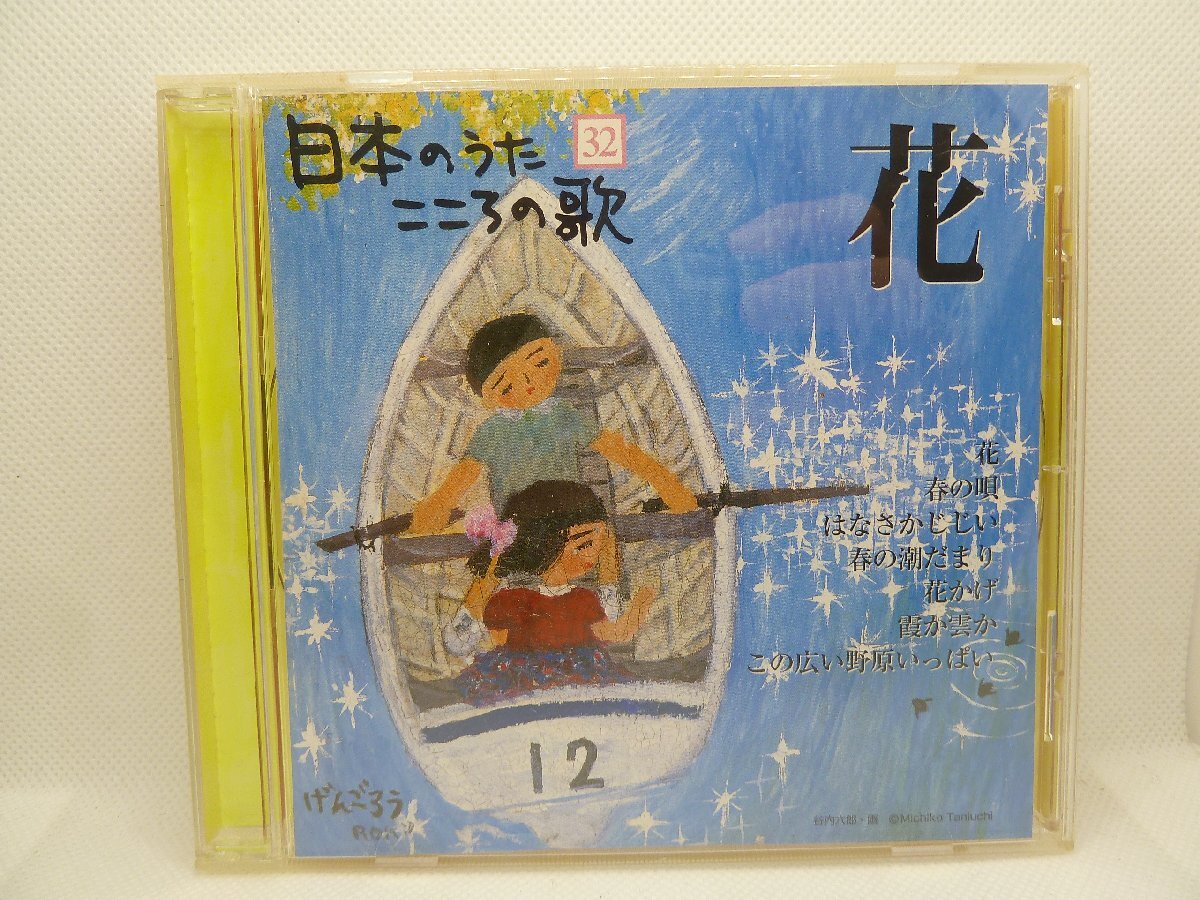 日本のうた
32
こころの歌
花
花
春の唄
はなさかじじい
春の潮だまり
花かげ
霞か雲か
この広い野原いっぱい
12
げんごろう
谷内六郎・画 ©Michiko Taniuchi